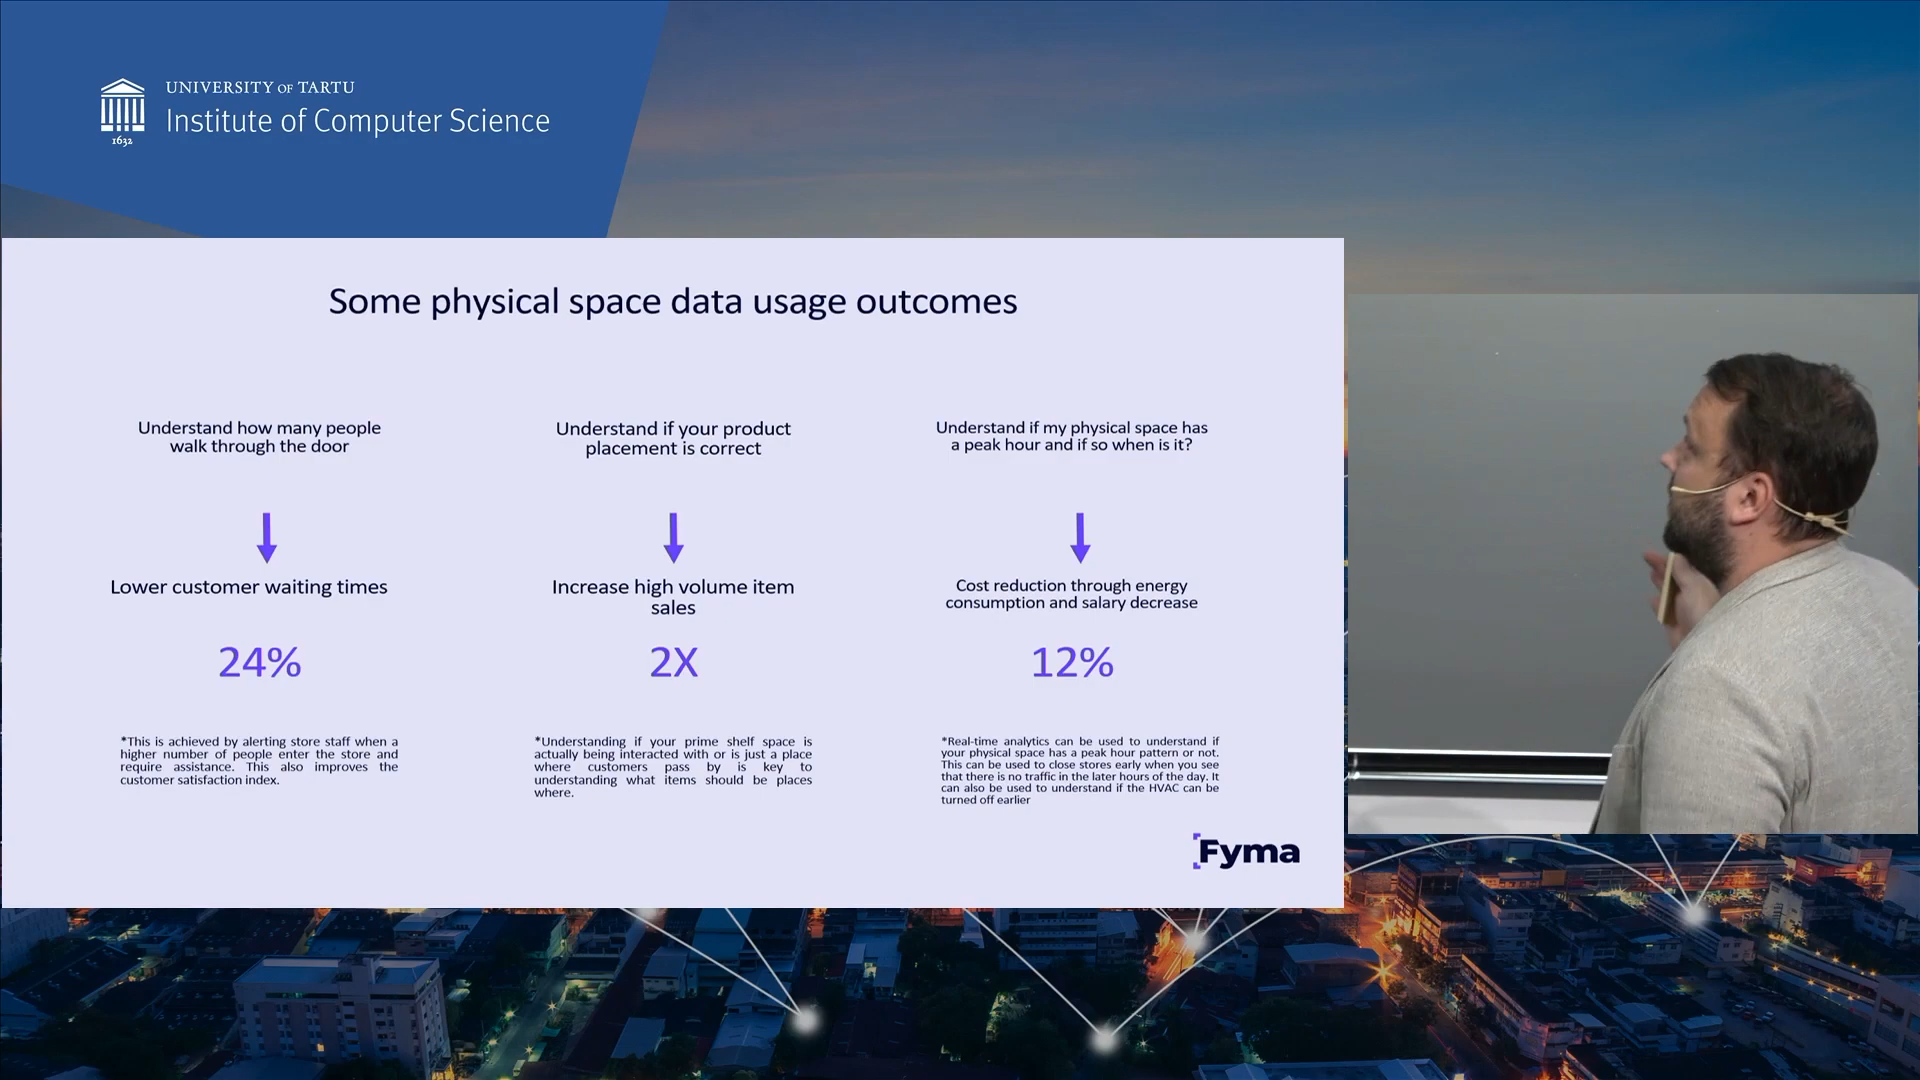 UNIVERSITY OF TARTU
Institute of Computer Science
1632
Some physical space data usage outcomes
Understand how many people
walk through the door
Lower customer waiting times
24%
*This is achieved by alerting store staff when a
higher number of people enter the store and
require assistance. This also improves the
customer satisfaction index.
Understand if your product
placement is correct
Increase high volume item
sales
2X
*Understanding if your prime shelf space is
actually being interacted with or is just a place
where customers pass by is key to
understanding what items should be places
where.
Understand if my physical space has
a peak hour and if so when is it?
Cost reduction through energy
consumption and salary decrease
12%
*Real-time analytics can be used to understand if
your physical space has a peak hour pattern or not.
This can be used to close stores early when you see
that there is no traffic in the later hours of the day. It
can also be used to understand if the HVAC can be
turned off earlier
Fyma